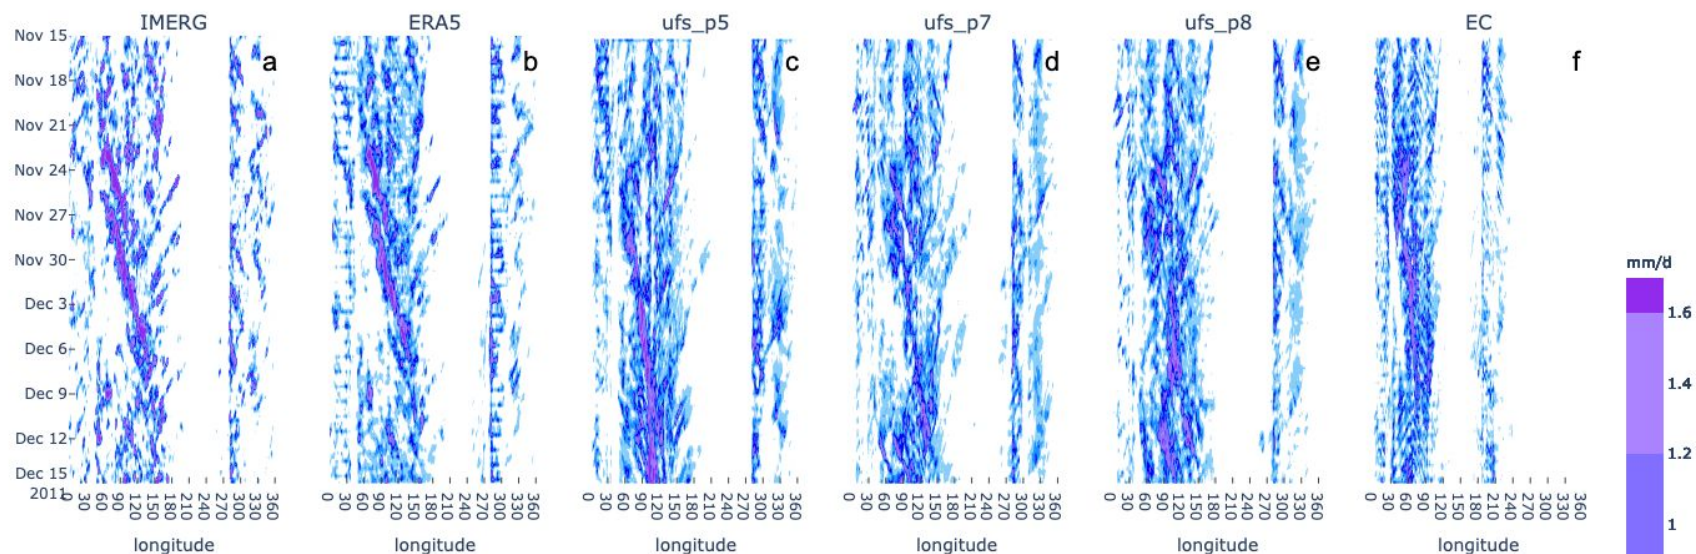 IMERG ERA5 ufs_p5 ufs_p7 ufs_p8 EC
a b c d e f
Nov 15
Nov 18
Nov 21
Nov 24
Nov 27
Nov 30
Dec 3
Dec 6
Dec 9
Dec 12
Dec 15
2011
0 30 60 90 120 150 180 210 240 270 300 330 360
0 30 60 90 120 150 180 210 240 270 300 330 360
0 30 60 90 120 150 180 210 240 270 300 330 360
0 30 60 90 120 150 180 210 240 270 300 330 360
0 30 60 90 120 150 180 210 240 270 300 330 360
0 30 60 90 120 150 180 210 240 270 300 330 360
longitude longitude longitude longitude longitude longitude
mm/d
1.6
1.4
1.2
1